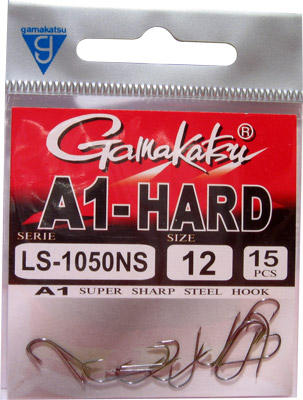 gamakatsu
g
Gamakatsu®
A1-HARD
SERIE SIZE
LS-1050NS 12 15 PCS
A1 SUPER SHARP STEEL HOOK